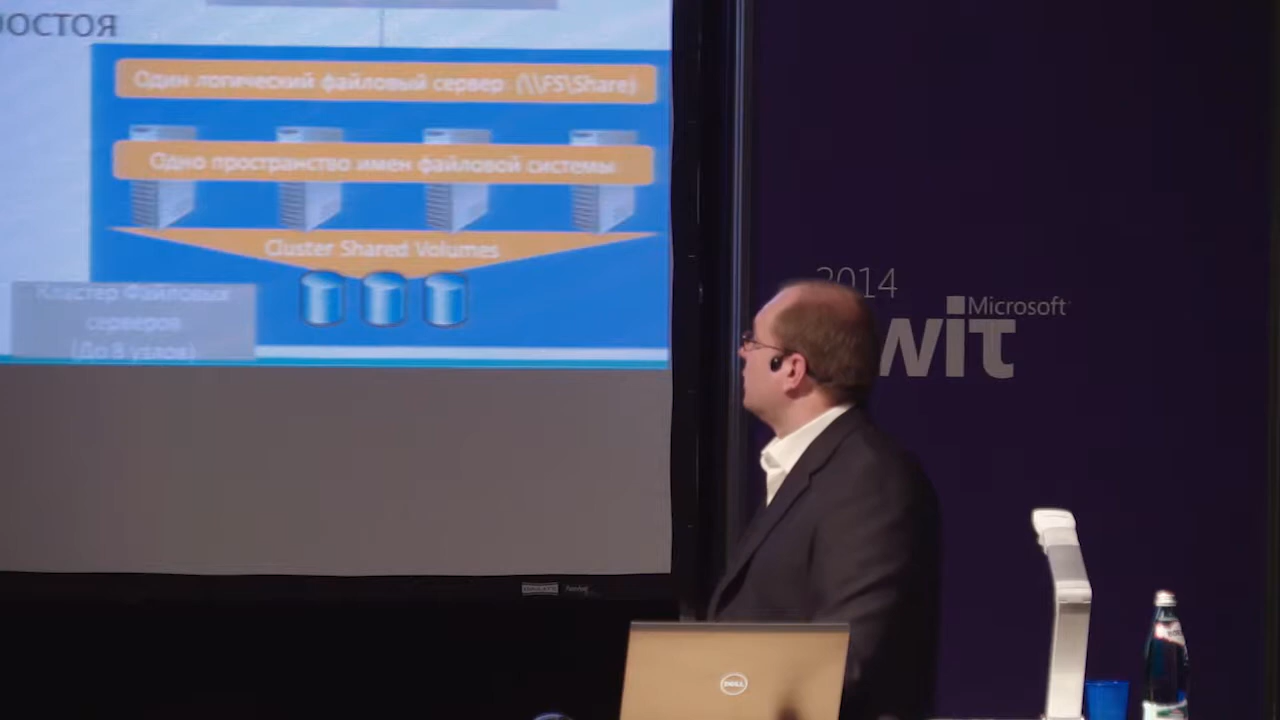 остоя
Один логический файловый сервер (\\FS\Share)
Одно пространство имен файловой системы
Cluster Shared Volumes
Кластер Файловых
серверов
(До 8 узлов)
2014
Microsoft
wit
DELL